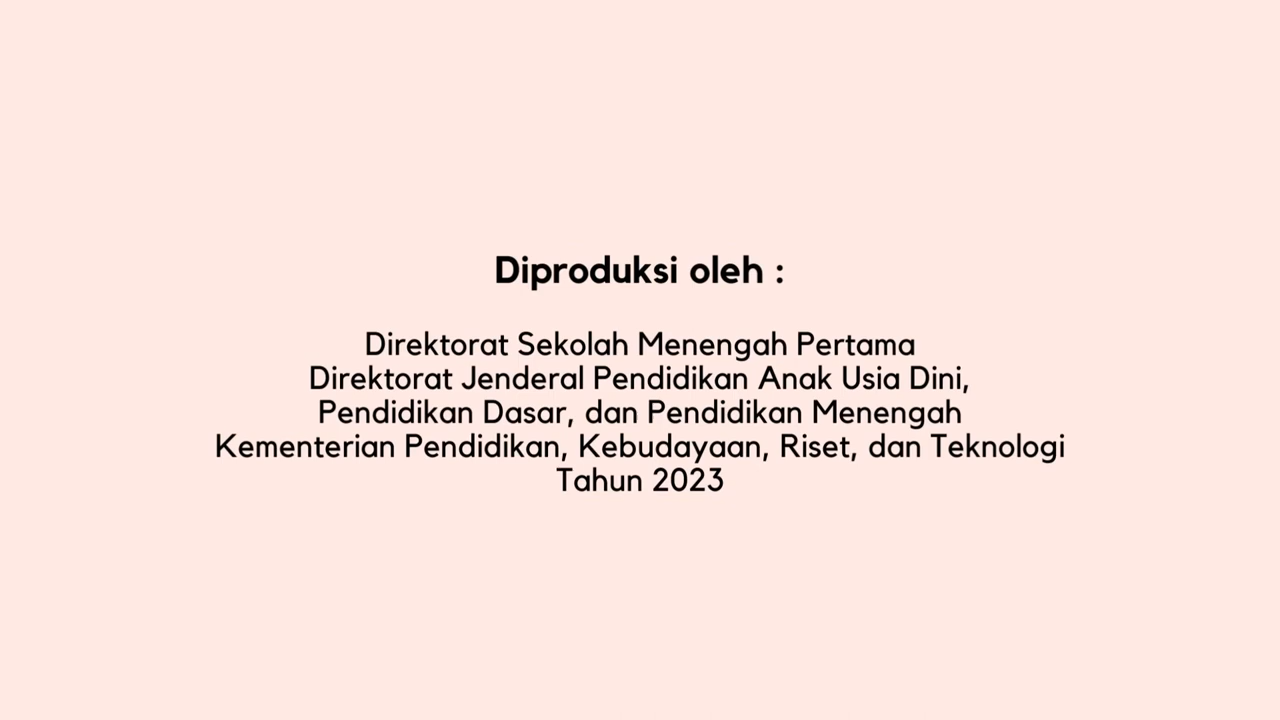 Diproduksi oleh :
Direktorat Sekolah Menengah Pertama
Direktorat Jenderal Pendidikan Anak Usia Dini,
Pendidikan Dasar, dan Pendidikan Menengah
Kementerian Pendidikan, Kebudayaan, Riset, dan Teknologi
Tahun 2023